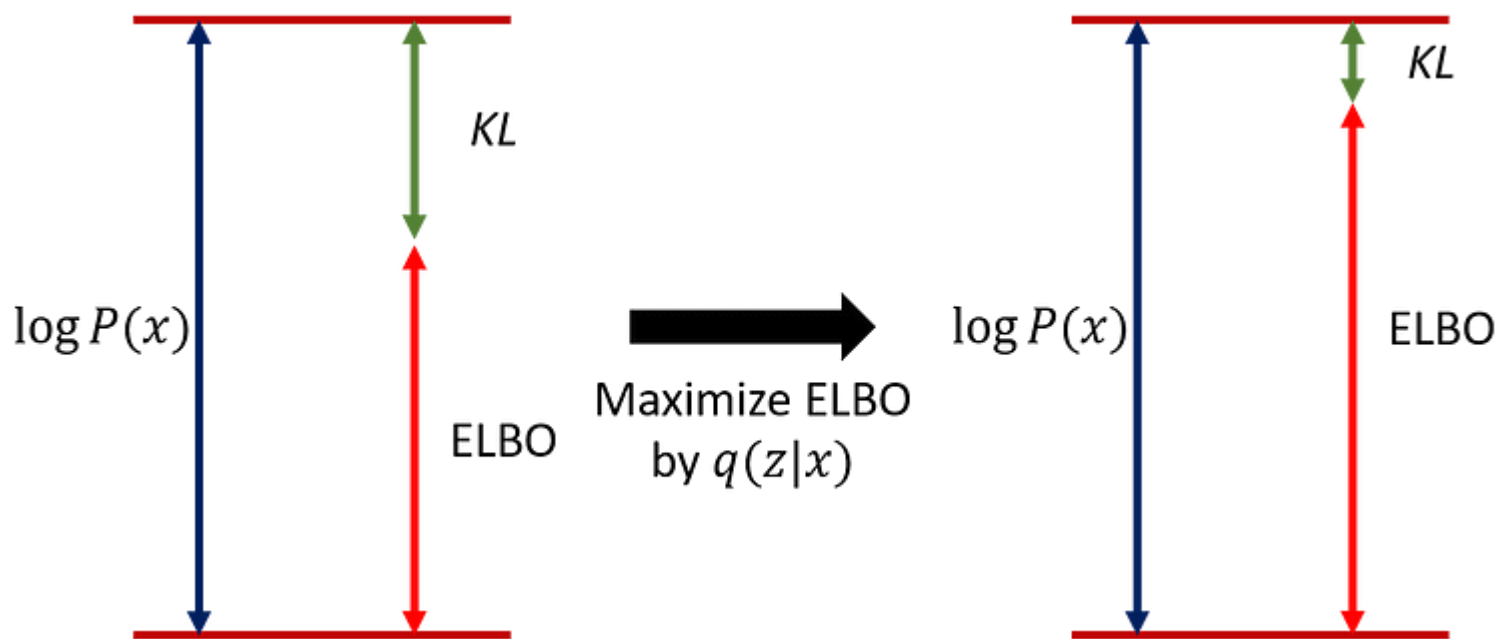 KL
log P(x)
ELBO
Maximize ELBO
by q(z|x)
KL
log P(x)
ELBO